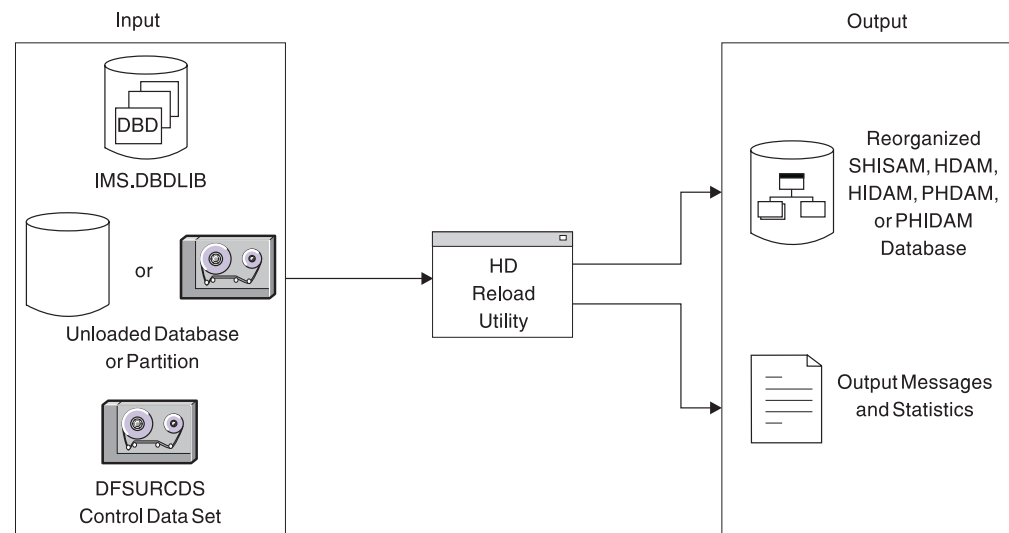 Input
DBD
IMS.DBDLIB
or
Unloaded Database
or Partition
DFSURCDS
Control Data Set
HD
Reload
Utility
Output
Reorganized
SHISAM, HDAM,
HIDAM, PHDAM,
or PHIDAM
Database
Output Messages
and Statistics